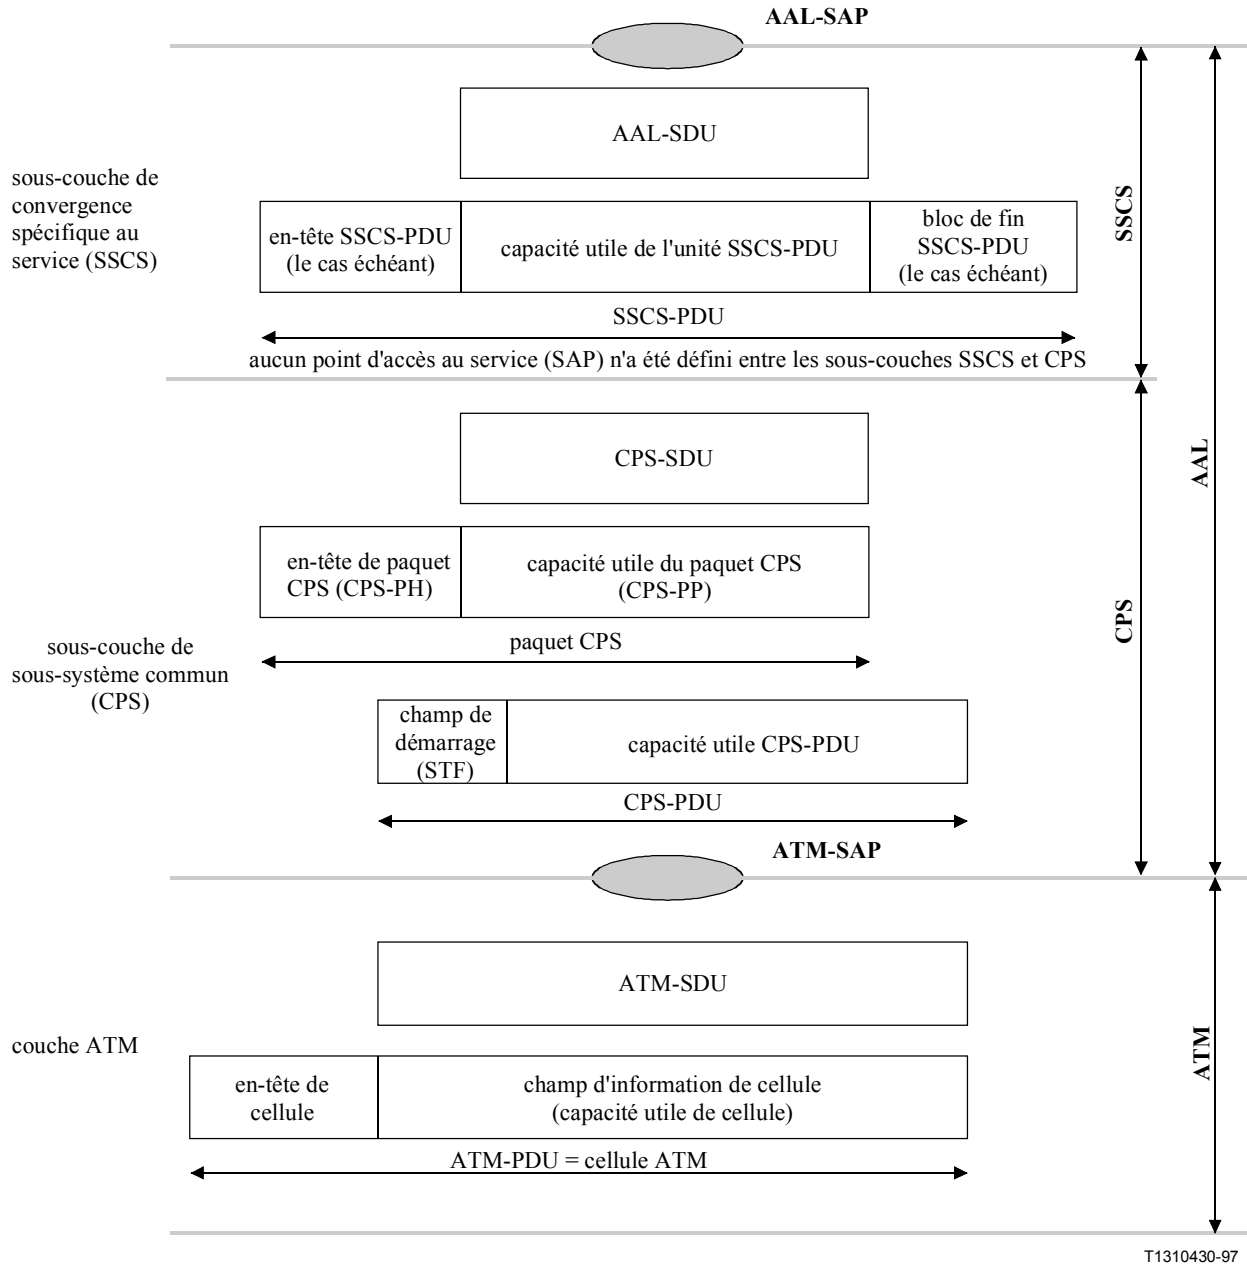 AAL-SAP
AAL-SDU
sous-couche de
convergence
spécifique au
service (SSCS)
en-tête SSCS-PDU
(le cas échéant)
capacité utile de l'unité SSCS-PDU
bloc de fin
SSCS-PDU
(le cas échéant)
SSCS
SSCS-PDU
aucun point d'accès au service (SAP) n'a été défini entre les sous-couches SSCS et CPS
CPS-SDU
AAL
en-tête de paquet
CPS (CPS-PH)
capacité utile du paquet CPS
(CPS-PP)
CPS
paquet CPS
sous-couche de
sous-système commun
(CPS)
champ de
démarrage
(STF)
capacité utile CPS-PDU
CPS-PDU
ATM-SAP
ATM-SDU
couche ATM
ATM
en-tête de
cellule
champ d'information de cellule
(capacité utile de cellule)
ATM-PDU = cellule ATM
T1310430-97